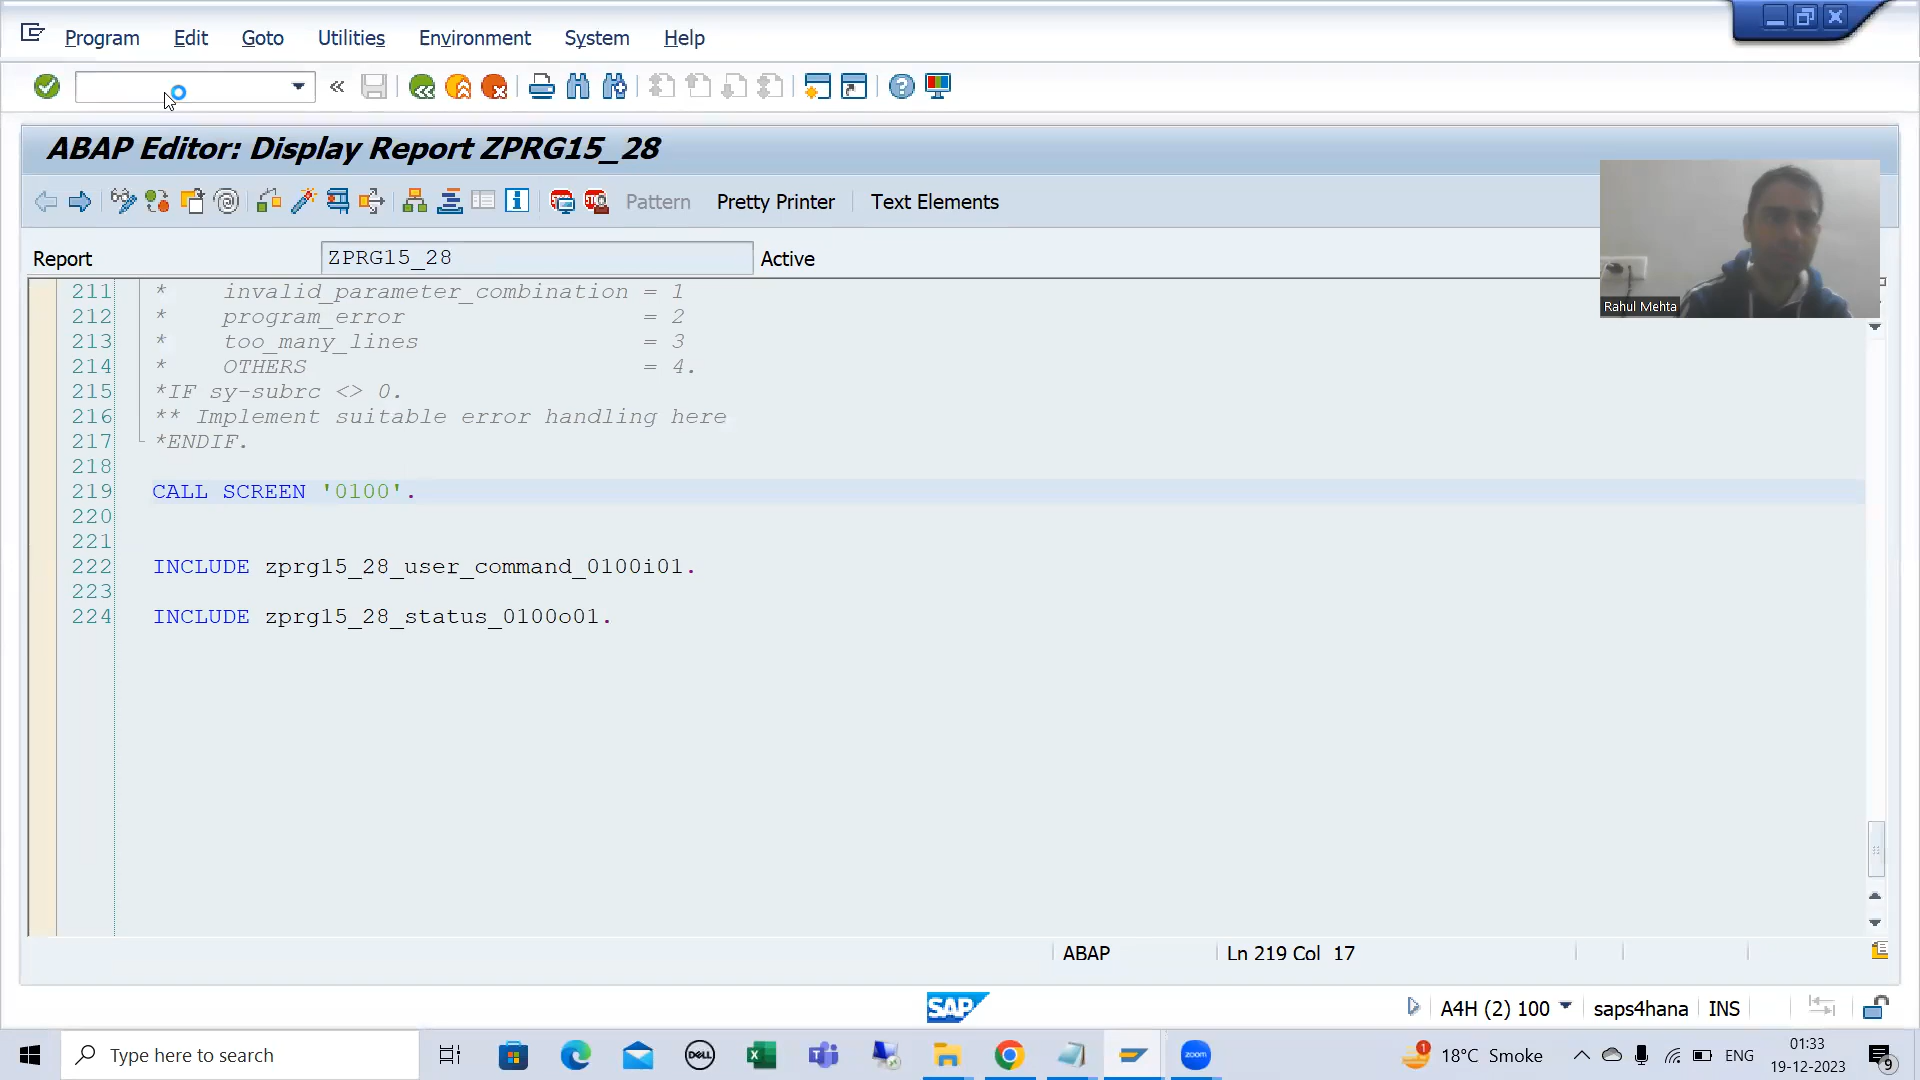 Program Edit Goto Utilities Environment System Help
ABAP Editor: Display Report ZPRG15_28
Pattern Pretty Printer Text Elements
Report ZPRG15_28 Active
Rahul Mehta
211 * invalid_parameter_combination = 1
212 * program_error = 2
213 * too_many_lines = 3
214 * OTHERS = 4.
215 *IF sy-subrc <> 0.
216 ** Implement suitable error handling here
217 *ENDIF.
218
219 CALL SCREEN '0100'.
220
221
222 INCLUDE zprg15_28_user_command_0100i01.
223
224 INCLUDE zprg15_28_status_0100o01.
ABAP Ln 219 Col 17
SAP A4H (2) 100 saps4hana INS
Type here to search
DELL
zoom
1
18°C Smoke
ENG
01:33
19-12-2023
9